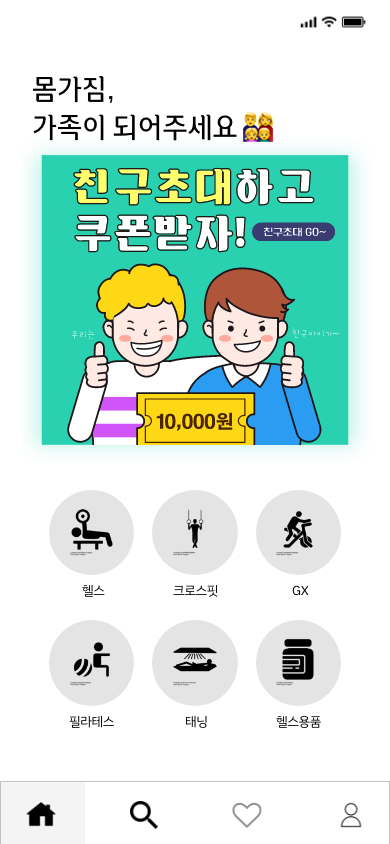 몸가짐,
가족이 되어주세요
친구초대하고
쿠폰받자!
친구초대 GO~
우리는
친구아이가~
10,000원
헬스
크로스핏
GX
필라테스
태닝
헬스용품